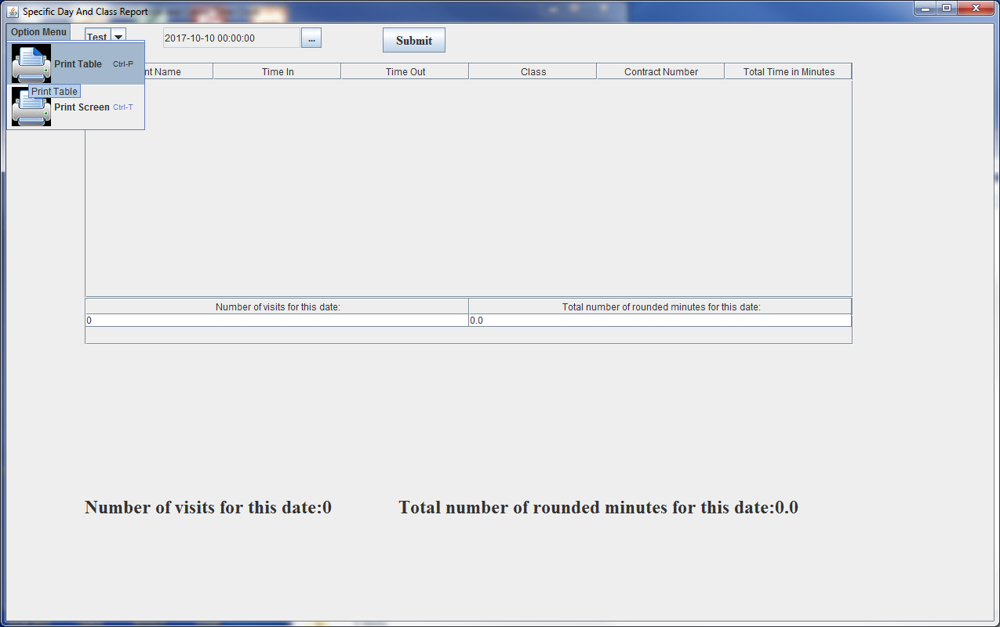 Specific Day And Class Report
Option Menu
Test
2017-10-10 00:00:00
...
Submit
Print Table Ctrl-P
Print Table
Print Screen Ctrl-T
nt Name Time In Time Out Class Contract Number Total Time in Minutes
Number of visits for this date: Total number of rounded minutes for this date:
0 0.0
Number of visits for this date:0 Total number of rounded minutes for this date:0.0